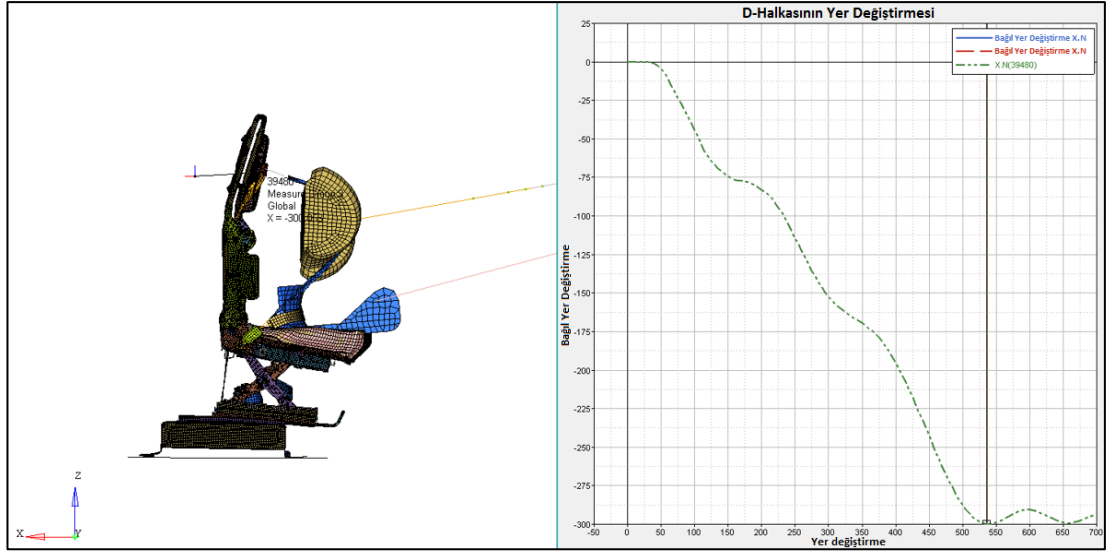 39480
Global
Z
X
Y
D-Halkasının Yer Değiştirmesi
Bağıl Yer Değiştirme X.N
Bağıl Yer Değiştirme X.N
X.N(39480)
Bağıl Yer Değiştirme
25
0
-25
-50
-75
-100
-125
-150
-175
-200
-225
-250
-275
-300
-50 0 50 100 150 200 250 300 350 400 450 500 550 600 650 700
Yer değiştirme